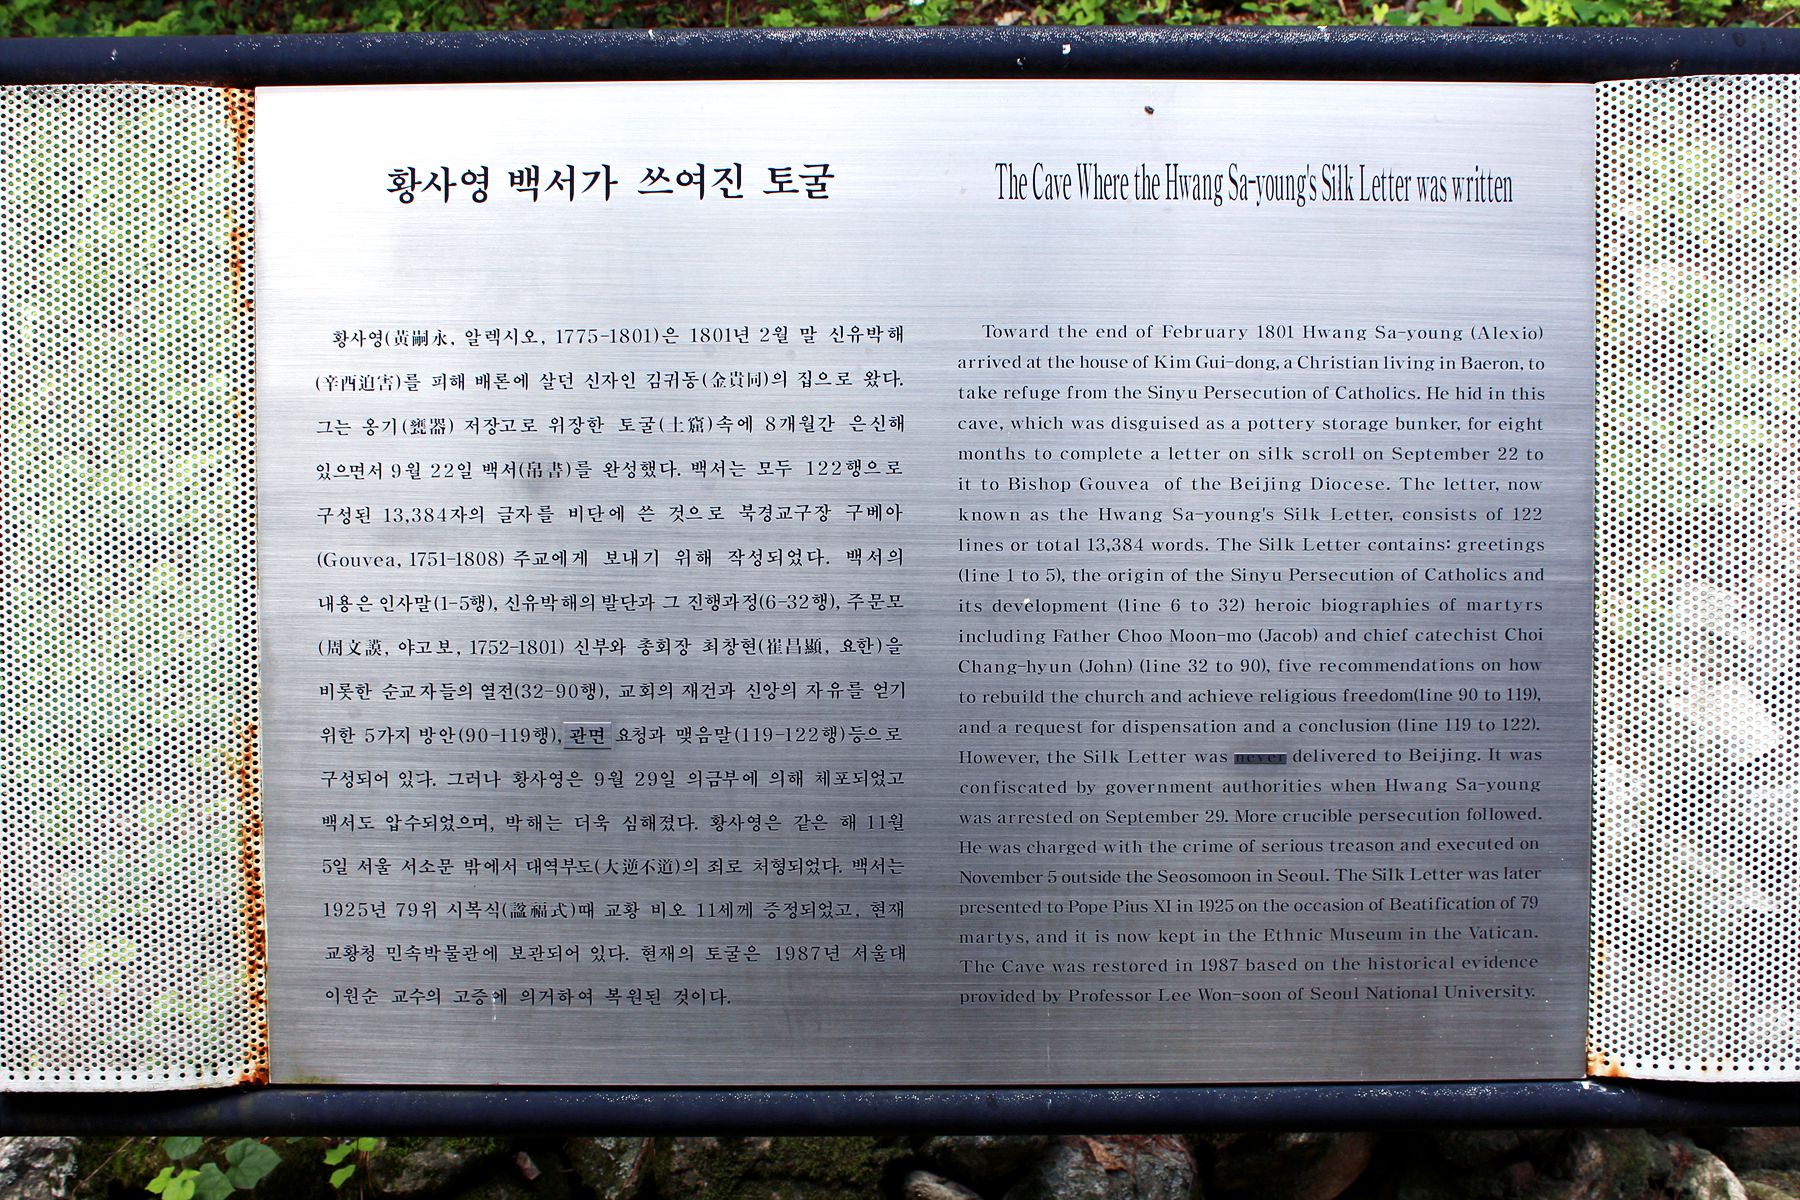 황사영 백서가 쓰여진 토굴
황사영(黃嗣永, 알렉시오, 1775-1801)은 1801년 2월 말 신유박해
(辛酉迫害)를 피해 배론에 살던 신자인 김귀동(金貴同)의 집으로 왔다.
그는 옹기(甕器) 저장고로 위장한 토굴(土窟)속에 8개월간 은신해
있으면서 9월 22일 백서(帛書)를 완성했다. 백서는 모두 122행으로
구성된 13,384자의 글자를 비단에 쓴 것으로 북경교구장 구베아
(Gouvea, 1751-1808) 주교에게 보내기 위해 작성되었다. 백서의
내용은 인사말(1-5행), 신유박해의 발단과 그 진행과정(6-32행), 주문모
(周文謨, 야고보, 1752-1801) 신부와 총회장 최창현(崔昌顯, 요한)을
비롯한 순교자들의 열전(32-90행), 교회의 재건과 신앙의 자유를 얻기
위한 5가지 방안(90-119행), 관면 요청과 맺음말(119-122행)등으로
구성되어 있다. 그러나 황사영은 9월 29일 의금부에 의해 체포되었고
백서도 압수되었으며, 박해는 더욱 심해졌다. 황사영은 같은 해 11월
5일 서울 서소문 밖에서 대역부도(大逆不道)의 죄로 처형되었다. 백서는
1925년 79위 시복식(諡福式)때 교황 비오 11세께 증정되었고, 현재
교황청 민속박물관에 보관되어 있다. 현재의 토굴은 1987년 서울대
이원순 교수의 고증에 의거하여 복원된 것이다.
The Cave Where the Hwang Sa-young's Silk Letter was written
Toward the end of February 1801 Hwang Sa-young (Alexio)
arrived at the house of Kim Gui-dong, a Christian living in Baeron, to
take refuge from the Sinyu Persecution of Catholics. He hid in this
cave, which was disguised as a pottery storage bunker, for eight
months to complete a letter on silk scroll on September 22 to
it to Bishop Gouvea of the Beijing Diocese. The letter, now
known as the Hwang Sa-young's Silk Letter, consists of 122
lines or total 13,384 words. The Silk Letter contains: greetings
(line 1 to 5), the origin of the Sinyu Persecution of Catholics and
its development (line 6 to 32) heroic biographies of martyrs
including Father Choo Moon-mo (Jacob) and chief catechist Choi
Chang-hyun (John) (line 32 to 90), five recommendations on how
to rebuild the church and achieve religious freedom(line 90 to 119),
and a request for dispensation and a conclusion (line 119 to 122).
However, the Silk Letter was never delivered to Beijing. It was
confiscated by government authorities when Hwang Sa-young
was arrested on September 29. More crucible persecution followed.
He was charged with the crime of serious treason and executed on
November 5 outside the Seosomoon in Seoul. The Silk Letter was later
presented to Pope Pius XI in 1925 on the occasion of Beatification of 79
martys, and it is now kept in the Ethnic Museum in the Vatican.
The Cave was restored in 1987 based on the historical evidence
provided by Professor Lee Won-soon of Seoul National University.